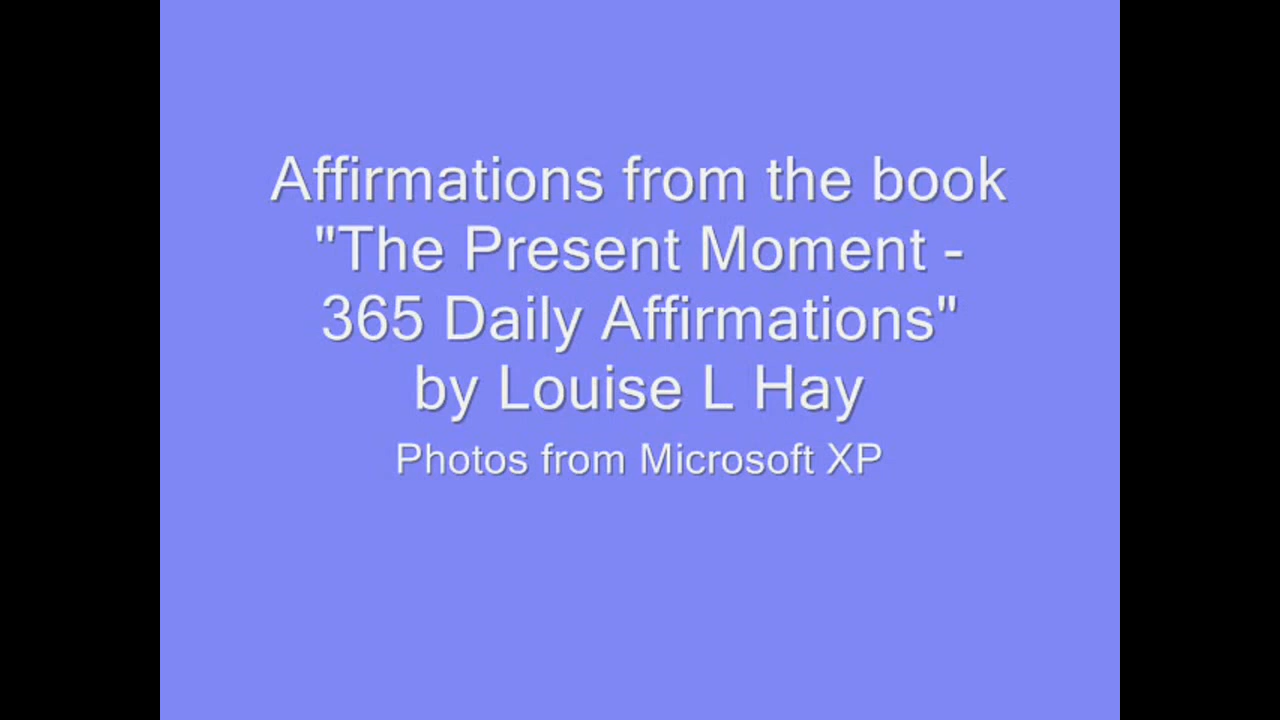 Affirmations from the book
"The Present Moment -
365 Daily Affirmations"
by Louise L Hay
Photos from Microsoft XP